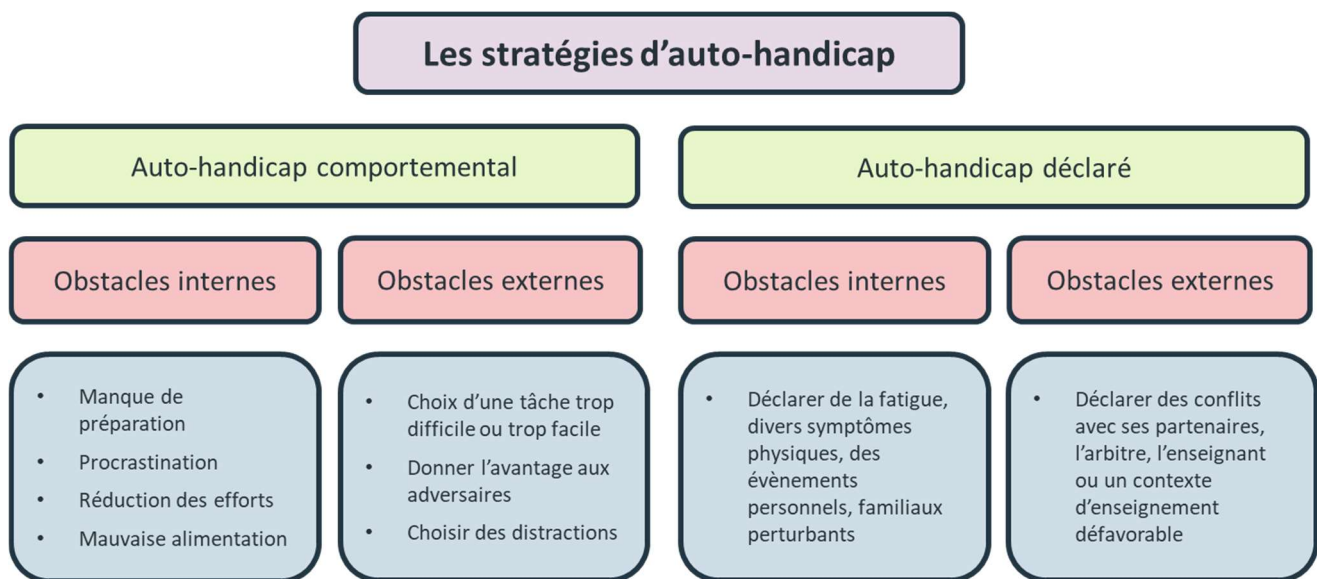 Les stratégies d'auto-handicap
Auto-handicap comportemental
Auto-handicap déclaré
Obstacles internes
Obstacles externes
Obstacles internes
Obstacles externes
• Manque de
préparation
• Procrastination
• Réduction des efforts
• Mauvaise alimentation
• Choix d'une tâche trop
difficile ou trop facile
• Donner l'avantage aux
adversaires
• Choisir des distractions
• Déclarer de la fatigue,
divers symptômes
physiques, des
évènements
personnels, familiaux
perturbants
• Déclarer des conflits
avec ses partenaires,
l'arbitre, l'enseignant
ou un contexte
d'enseignement
défavorable